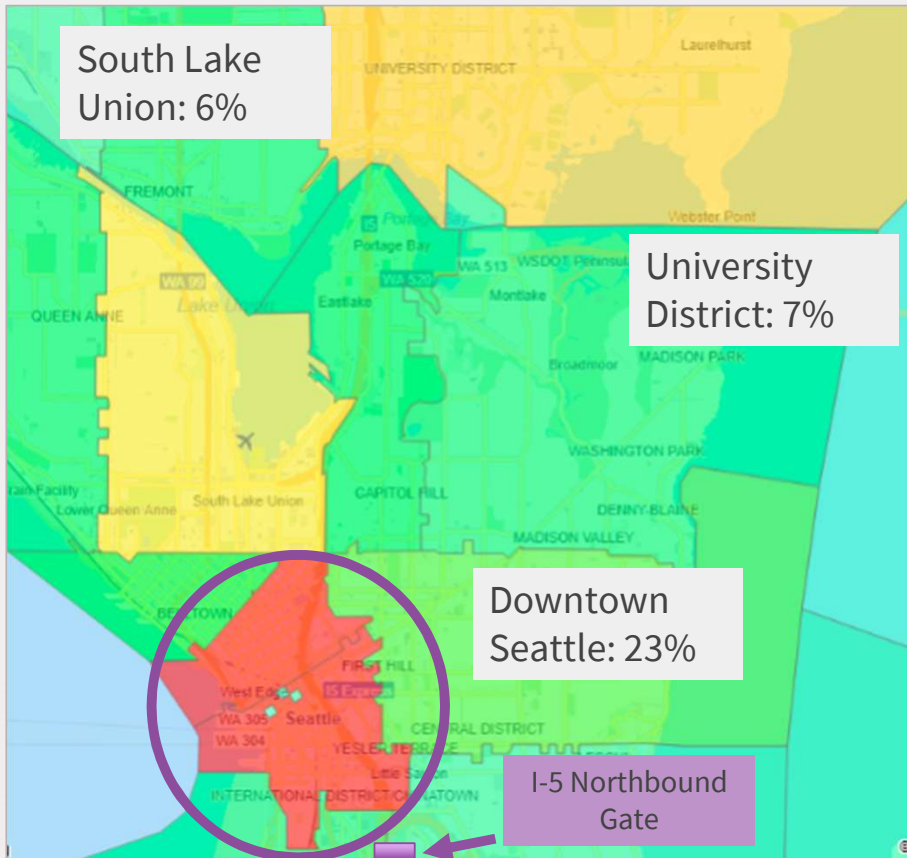 South Lake
Union: 6%
Laurelhurst
UNIVERSITY DISTRICT
FREMONT
Portage Bay
Webster Point
I5
Portage Bay
WA 513
WSDOT Peninsula
University
District: 7%
WA 99
WA 520
Lake Union
Eastlake
Montlake
QUEEN ANNE
Broadmoor
MADISON PARK
WASHINGTON PARK
South Lake Union
CAPITOL HILL
Lower Queen Anne
DENNY-BLAINE
MADISON VALLEY
Downtown
Seattle: 23%
BELLTOWN
FIRST HILL
West Edge
I5 Express
WA 305
Seattle
WA 304
CENTRAL DISTRICT
YESLER TERRACE
Little Saigon
INTERNATIONAL DISTRICT/CHINATOWN
I-5 Northbound
Gate